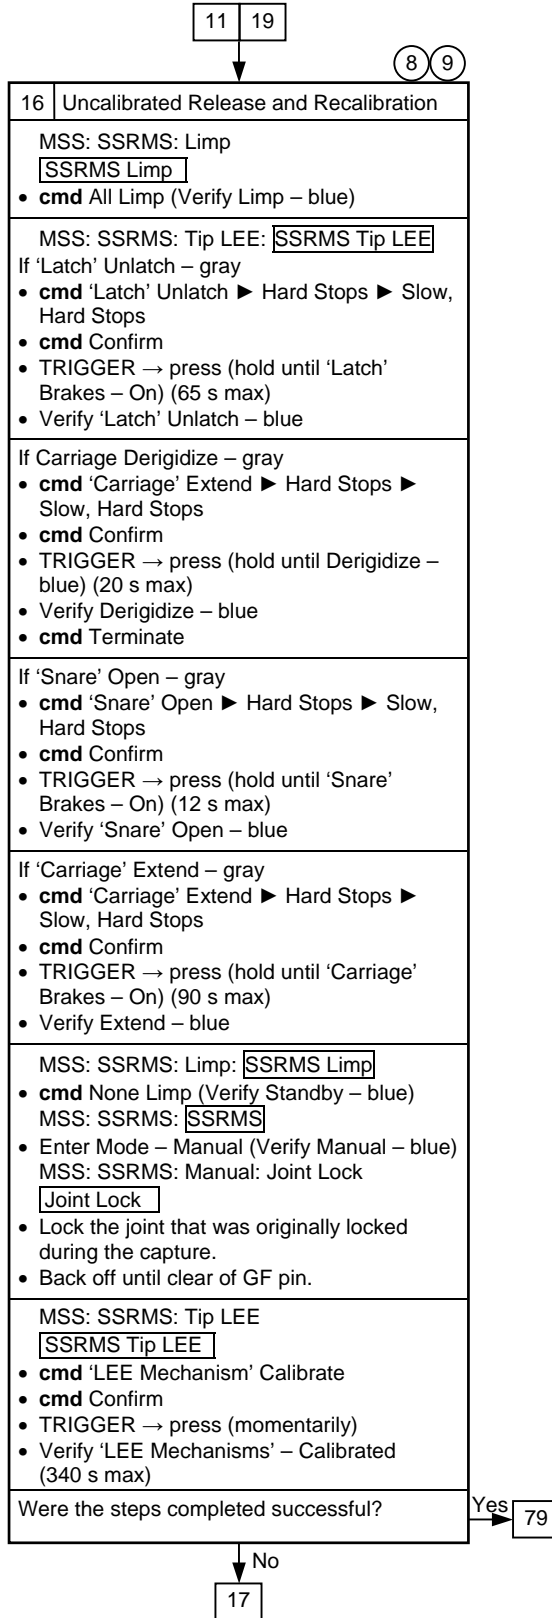 11 19
8 9
16 Uncalibrated Release and Recalibration
MSS: SSRMS: Limp
SSRMS Limp
• cmd All Limp (Verify Limp – blue)
MSS: SSRMS: Tip LEE: SSRMS Tip LEE
If ‘Latch’ Unlatch – gray
• cmd ‘Latch’ Unlatch ► Hard Stops ► Slow,
Hard Stops
• cmd Confirm
• TRIGGER → press (hold until ‘Latch’
Brakes – On) (65 s max)
• Verify ‘Latch’ Unlatch – blue
If Carriage Derigidize – gray
• cmd ‘Carriage’ Extend ► Hard Stops ►
Slow, Hard Stops
• cmd Confirm
• TRIGGER → press (hold until Derigidize –
blue) (20 s max)
• Verify Derigidize – blue
• cmd Terminate
If ‘Snare’ Open – gray
• cmd ‘Snare’ Open ► Hard Stops ► Slow,
Hard Stops
• cmd Confirm
• TRIGGER → press (hold until ‘Snare’
Brakes – On) (12 s max)
• Verify ‘Snare’ Open – blue
If ‘Carriage’ Extend – gray
• cmd ‘Carriage’ Extend ► Hard Stops ►
Slow, Hard Stops
• cmd Confirm
• TRIGGER → press (hold until ‘Carriage’
Brakes – On) (90 s max)
• Verify Extend – blue
MSS: SSRMS: Limp: SSRMS Limp
• cmd None Limp (Verify Standby – blue)
MSS: SSRMS: SSRMS
• Enter Mode – Manual (Verify Manual – blue)
MSS: SSRMS: Manual: Joint Lock
Joint Lock
• Lock the joint that was originally locked
during the capture.
• Back off until clear of GF pin.
MSS: SSRMS: Tip LEE
SSRMS Tip LEE
• cmd ‘LEE Mechanism’ Calibrate
• cmd Confirm
• TRIGGER → press (momentarily)
• Verify ‘LEE Mechanisms’ – Calibrated
(340 s max)
Were the steps completed successful?
Yes
79
No
17